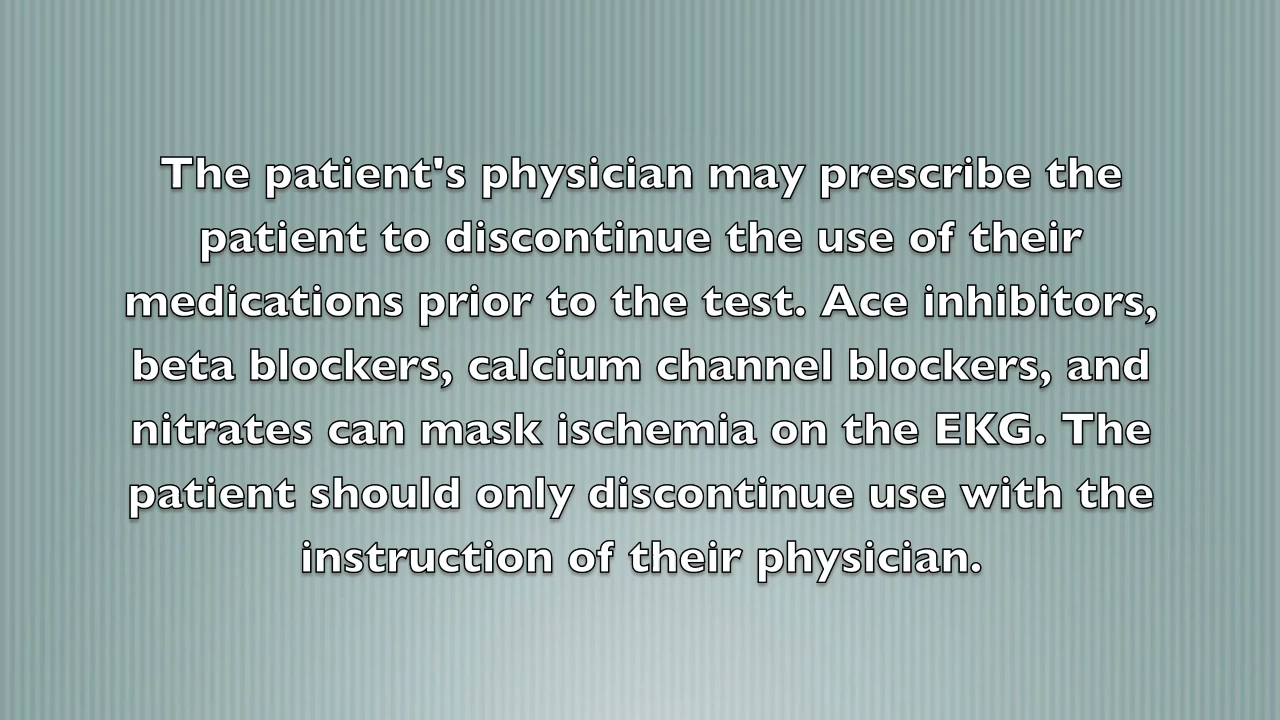 The patient's physician may prescribe the
patient to discontinue the use of their
medications prior to the test. Ace inhibitors,
beta blockers, calcium channel blockers, and
nitrates can mask ischemia on the EKG. The
patient should only discontinue use with the
instruction of their physician.